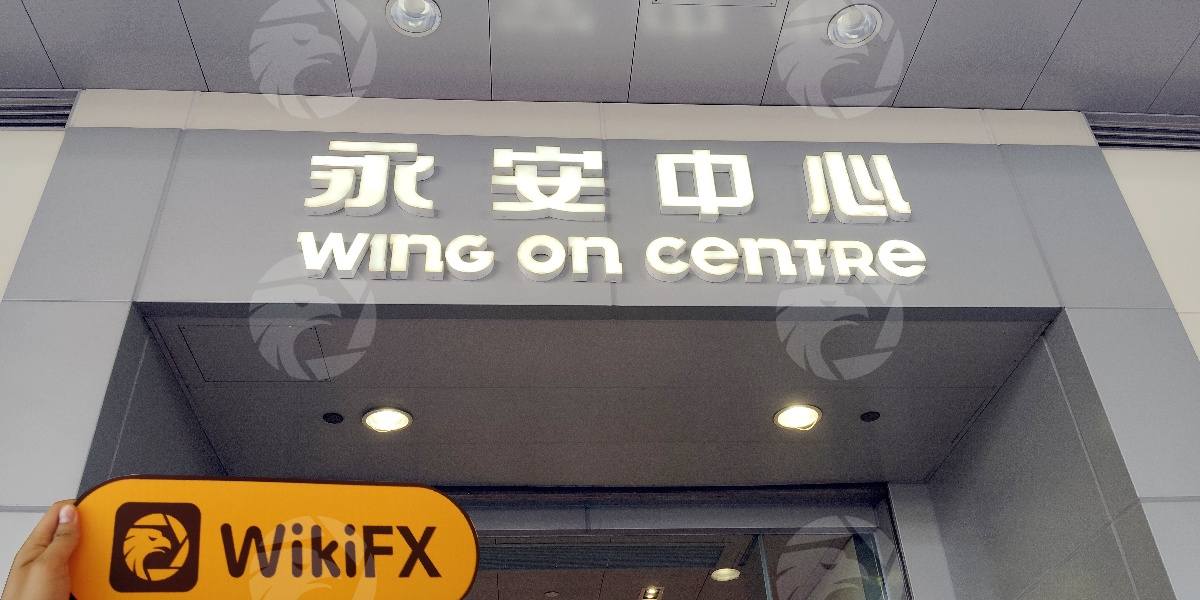 永安中心
WING ON CENTRE
WikiFX